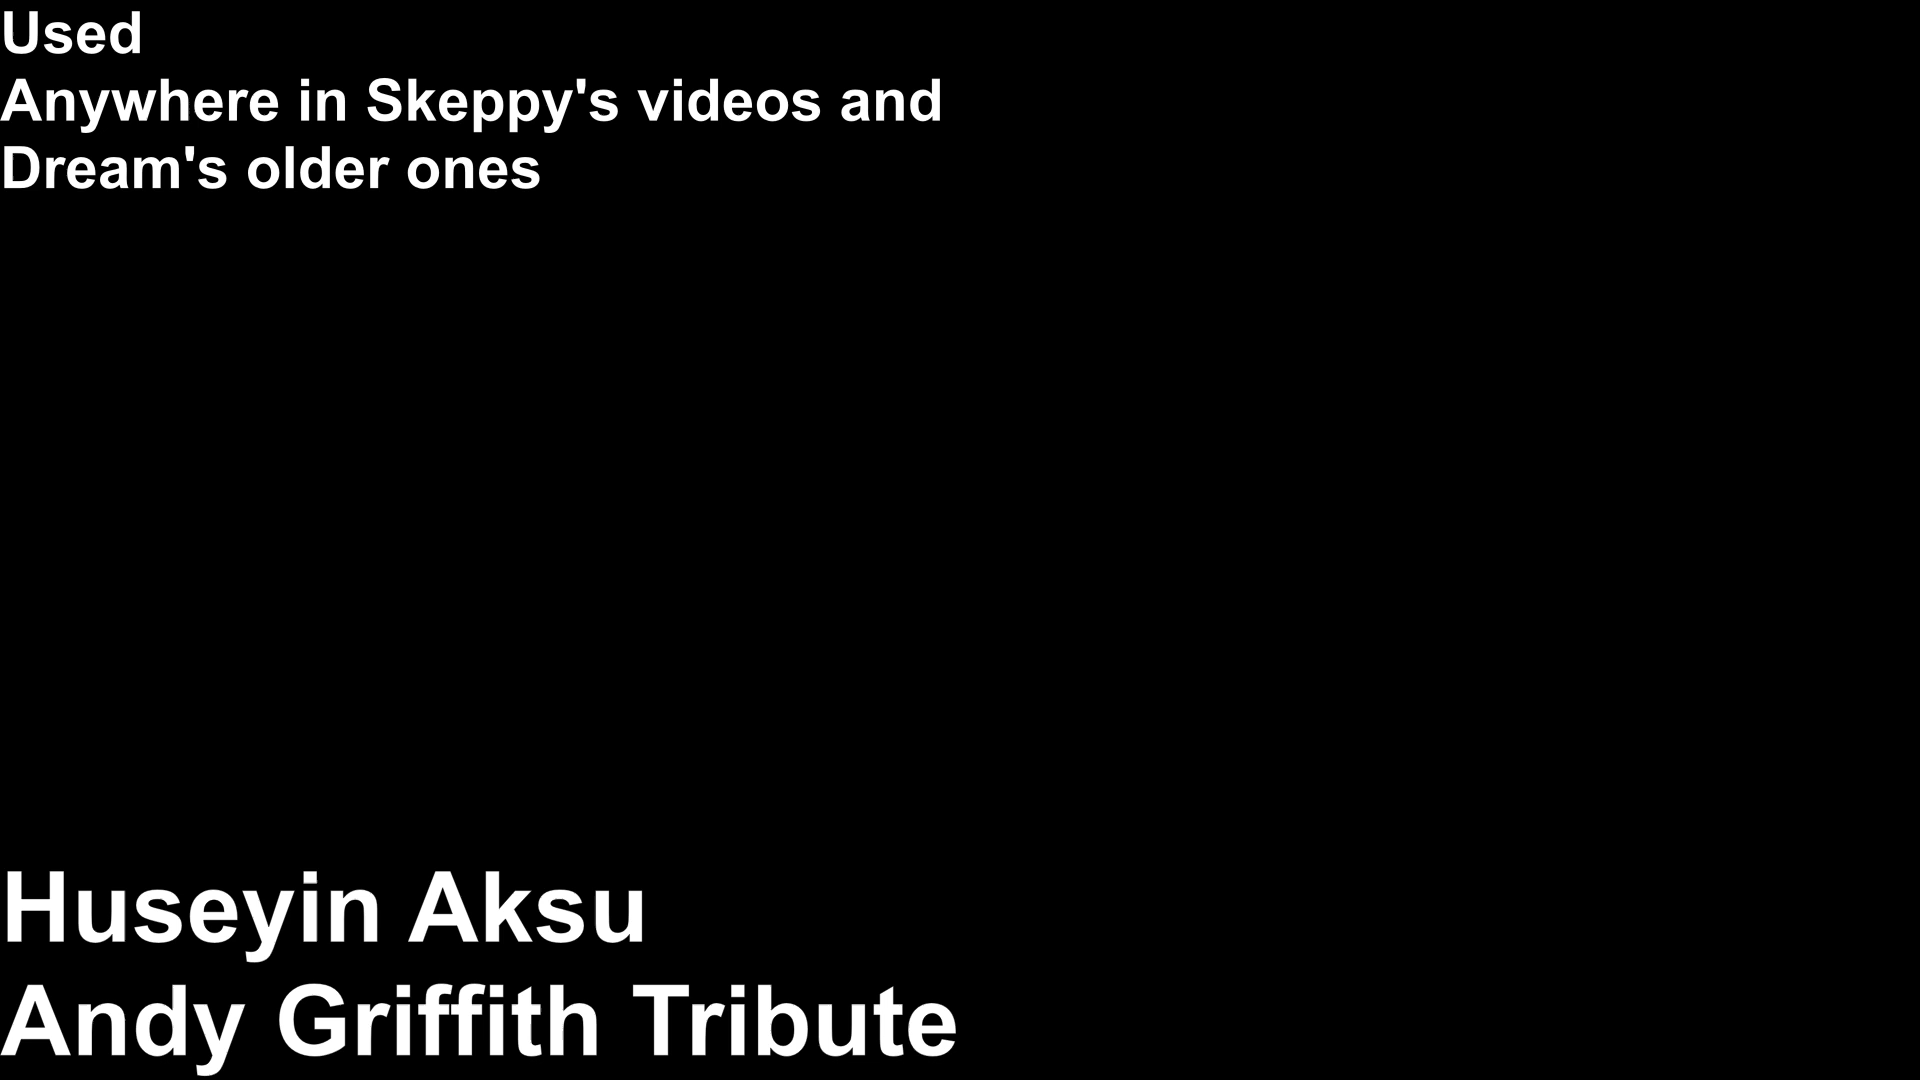 Used
Anywhere in Skeppy's videos and
Dream's older ones
Huseyin Aksu
Andy Griffith Tribute